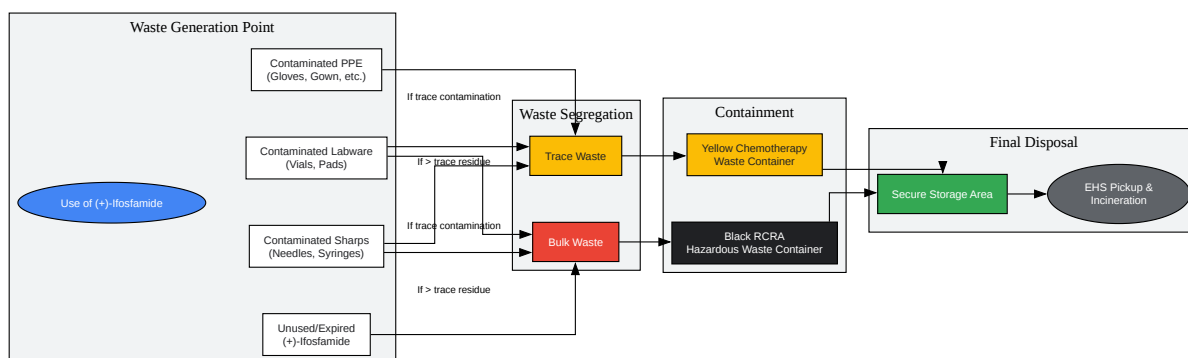 Waste Generation Point
Contaminated PPE
(Gloves, Gown, etc.)
If trace contamination
Waste Segregation
Containment
Contaminated Labware
(Vials, Pads)
If > trace residue
Trace Waste
Yellow Chemotherapy
Waste Container
Final Disposal
Use of (+)-Ifosfamide
Secure Storage Area
EHS Pickup &
Incineration
Contaminated Sharps
(Needles, Syringes)
If trace contamination
Bulk Waste
Black RCRA
Hazardous Waste Container
If > trace residue
Unused/Expired
(+)-Ifosfamide